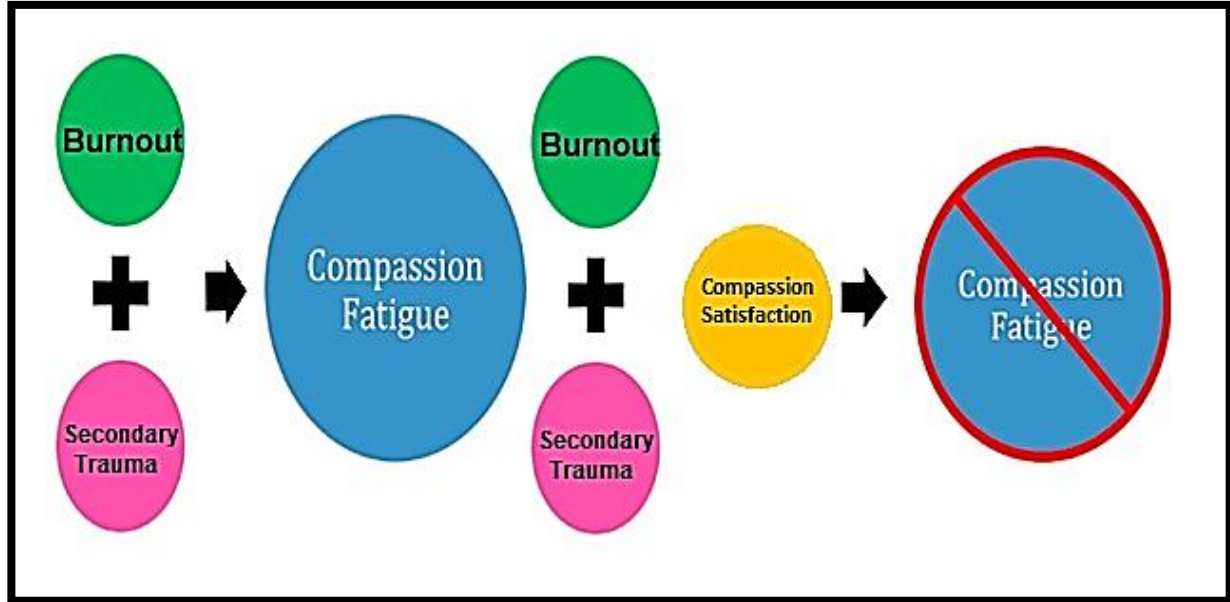 Burnout
Secondary
Trauma
Compassion
Fatigue
Burnout
Secondary
Trauma
Compassion
Satisfaction
Compassion
Fatigue